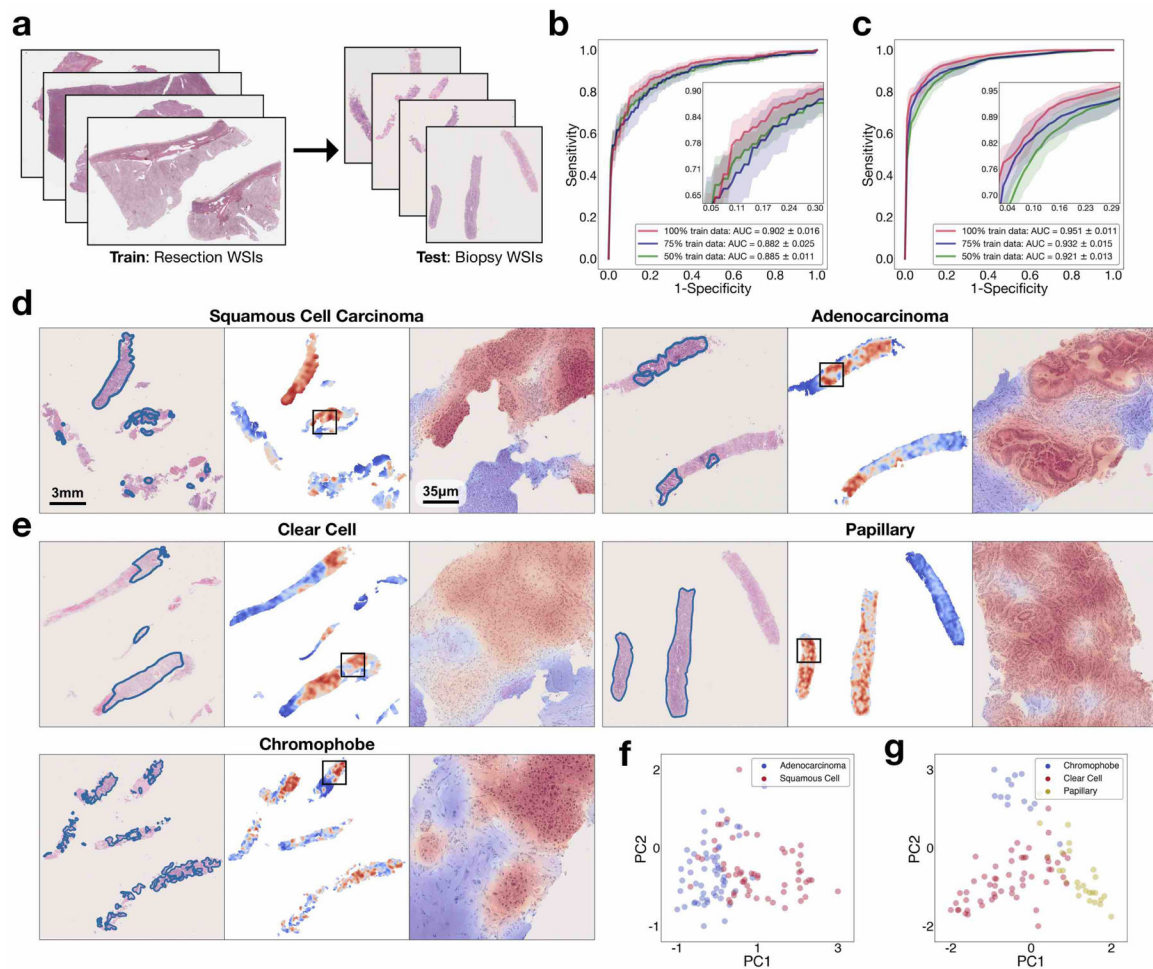 a
Train: Resection WSIs
Test: Biopsy WSIs
b
Sensitivity
1.0
0.8
0.6
0.4
0.2
0.0
0.90
0.85
0.80
0.76
0.71
0.65
0.05 0.11 0.17 0.24 0.30
100% train data: AUC = 0.902 ± 0.016
75% train data: AUC = 0.882 ± 0.025
50% train data: AUC = 0.885 ± 0.011
0.2 0.4 0.6 0.8 1.0
1-Specificity
c
Sensitivity
1.0
0.8
0.6
0.4
0.2
0.0
0.95
0.89
0.83
0.82
0.76
0.70
0.04 0.10 0.16 0.23 0.29
100% train data: AUC = 0.951 ± 0.011
75% train data: AUC = 0.932 ± 0.015
50% train data: AUC = 0.921 ± 0.013
0.2 0.4 0.6 0.8 1.0
1-Specificity
d
Squamous Cell Carcinoma
3mm
35µm
Adenocarcinoma
e
Clear Cell
Papillary
Chromophobe
f
Adenocarcinoma
Squamous Cell
2
0
-1
PC2
-1 1 3
PC1
g
Chromophobe
Clear Cell
Papillary
3
0
-2
PC2
-2 0 2
PC1